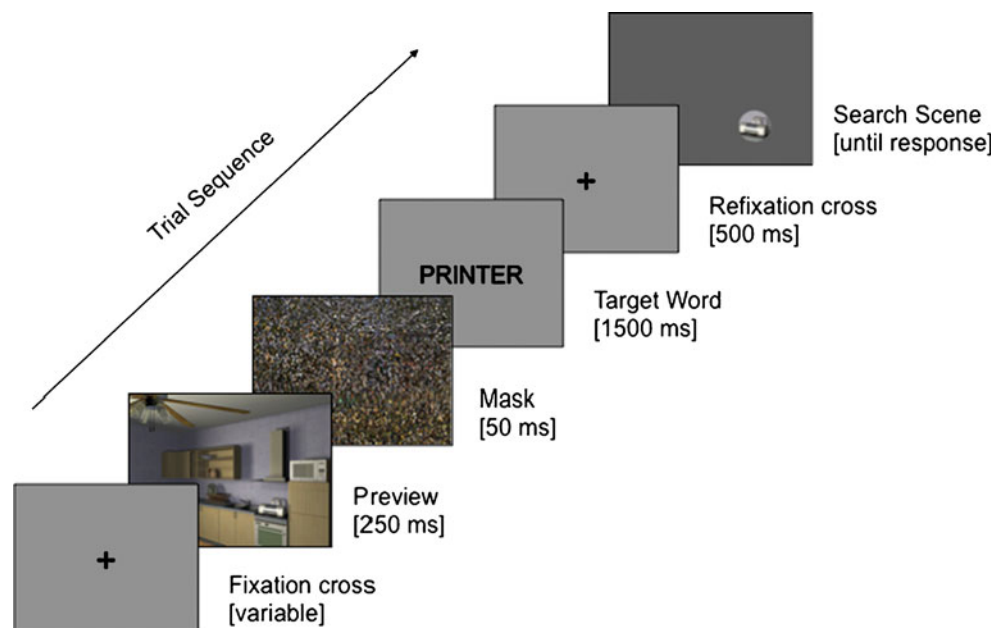 Trial Sequence
Search Scene
[until response]
+
Refixation cross
[500 ms]
PRINTER
Target Word
[1500 ms]
Mask
[50 ms]
Preview
[250 ms]
+
Fixation cross
[variable]